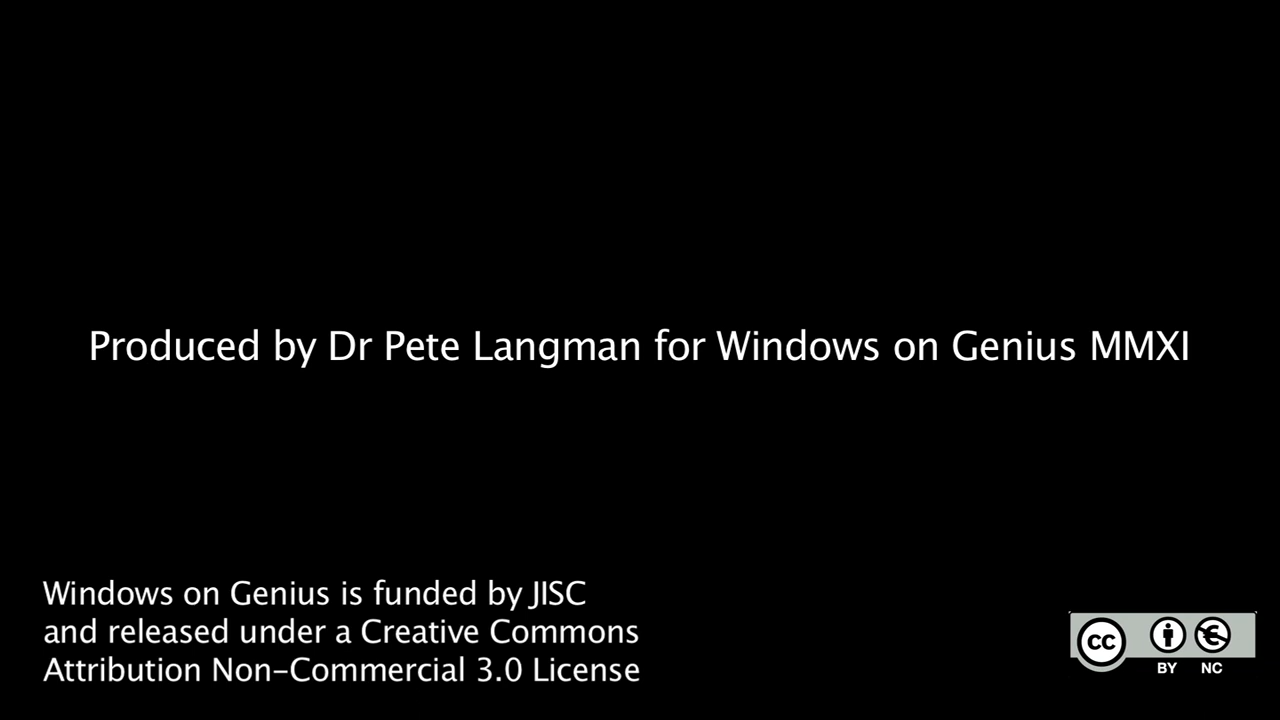 Produced by Dr Pete Langman for Windows on Genius MMXI
Windows on Genius is funded by JISC
and released under a Creative Commons
Attribution Non-Commercial 3.0 License
cc
BY NC